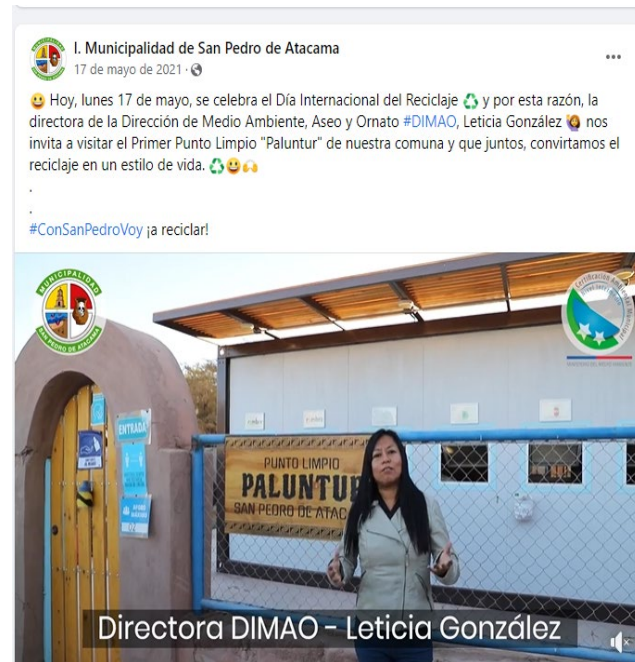 I. Municipalidad de San Pedro de Atacama
17 de mayo de 2021 ·
😀 Hoy, lunes 17 de mayo, se celebra el Día Internacional del Reciclaje ♻️ y por esta razón, la
directora de la Dirección de Medio Ambiente, Aseo y Ornato #DIMAO, Leticia González 🙋‍♀️ nos
invita a visitar el Primer Punto Limpio "Paluntur" de nuestra comuna y que juntos, convirtamos el
reciclaje en un estilo de vida. ♻️😀🙌
.
.
#ConSanPedroVoy ¡a reciclar!
MUNICIPALIDAD
SAN PEDRO DE ATACAMA
Certificación Ambiental Municipal
ENTRADA
PUNTO LIMPIO
PALUNTUR
SAN PEDRO DE ATAC
Directora DIMAO – Leticia González